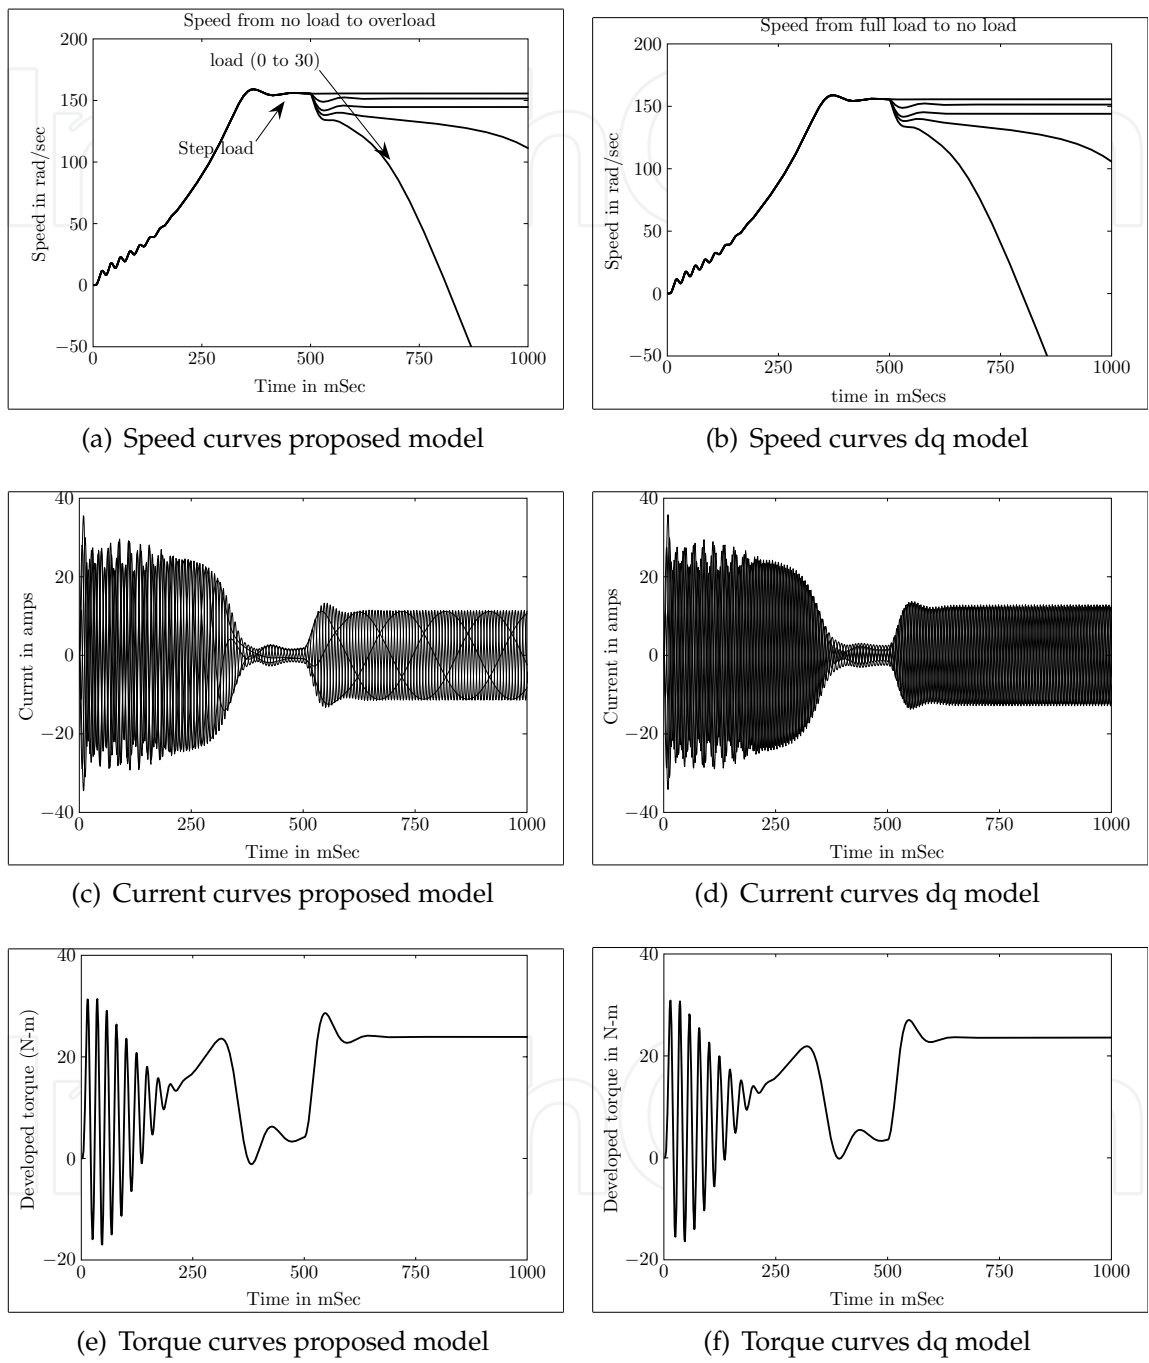 Speed from no load to overload
200
150
100
50
0
−50
load (0 to 30)
Step load
Speed in rad/sec
0 250 500 750 1000
Time in mSec
(a) Speed curves proposed model
Speed from full load to no load
200
150
100
50
0
−50
Speed in rad/sec
0 250 500 750 1000
time in mSecs
(b) Speed curves dq model
40
20
0
−20
−40
Currnt in amps
0 250 500 750 1000
Time in mSec
(c) Current curves proposed model
40
20
0
−20
−40
Current in amps
0 250 500 750 1000
Time in mSec
(d) Current curves dq model
40
20
0
−20
Developed torque (N-m)
0 250 500 750 1000
Time in mSec
(e) Torque curves proposed model
40
20
0
−20
Developed torque in N-m
0 250 500 750 1000
Time in mSec
(f) Torque curves dq model